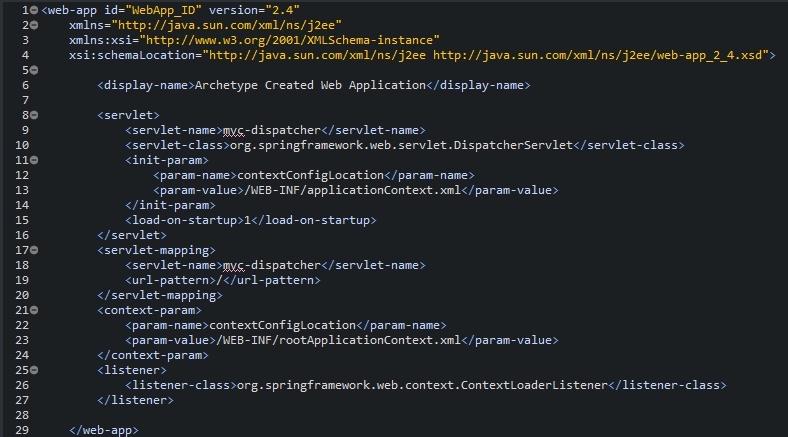 1 <web-app id="WebApp_ID" version="2.4"
2 xmlns="http://java.sun.com/xml/ns/j2ee"
3 xmlns:xsi="http://www.w3.org/2001/XMLSchema-instance"
4 xsi:schemaLocation="http://java.sun.com/xml/ns/j2ee http://java.sun.com/xml/ns/j2ee/web-app_2_4.xsd">
5
6 <display-name>Archetype Created Web Application</display-name>
7
8 <servlet>
9 <servlet-name>myc-dispatcher</servlet-name>
10 <servlet-class>org.springframework.web.servlet.DispatcherServlet</servlet-class>
11 <init-param>
12 <param-name>contextConfigLocation</param-name>
13 <param-value>/WEB-INF/applicationContext.xml</param-value>
14 </init-param>
15 <load-on-startup>1</load-on-startup>
16 </servlet>
17 <servlet-mapping>
18 <servlet-name>myc-dispatcher</servlet-name>
19 <url-pattern>/</url-pattern>
20 </servlet-mapping>
21 <context-param>
22 <param-name>contextConfigLocation</param-name>
23 <param-value>/WEB-INF/rootApplicationContext.xml</param-value>
24 </context-param>
25 <listener>
26 <listener-class>org.springframework.web.context.ContextLoaderListener</listener-class>
27 </listener>
28
29 </web-app>